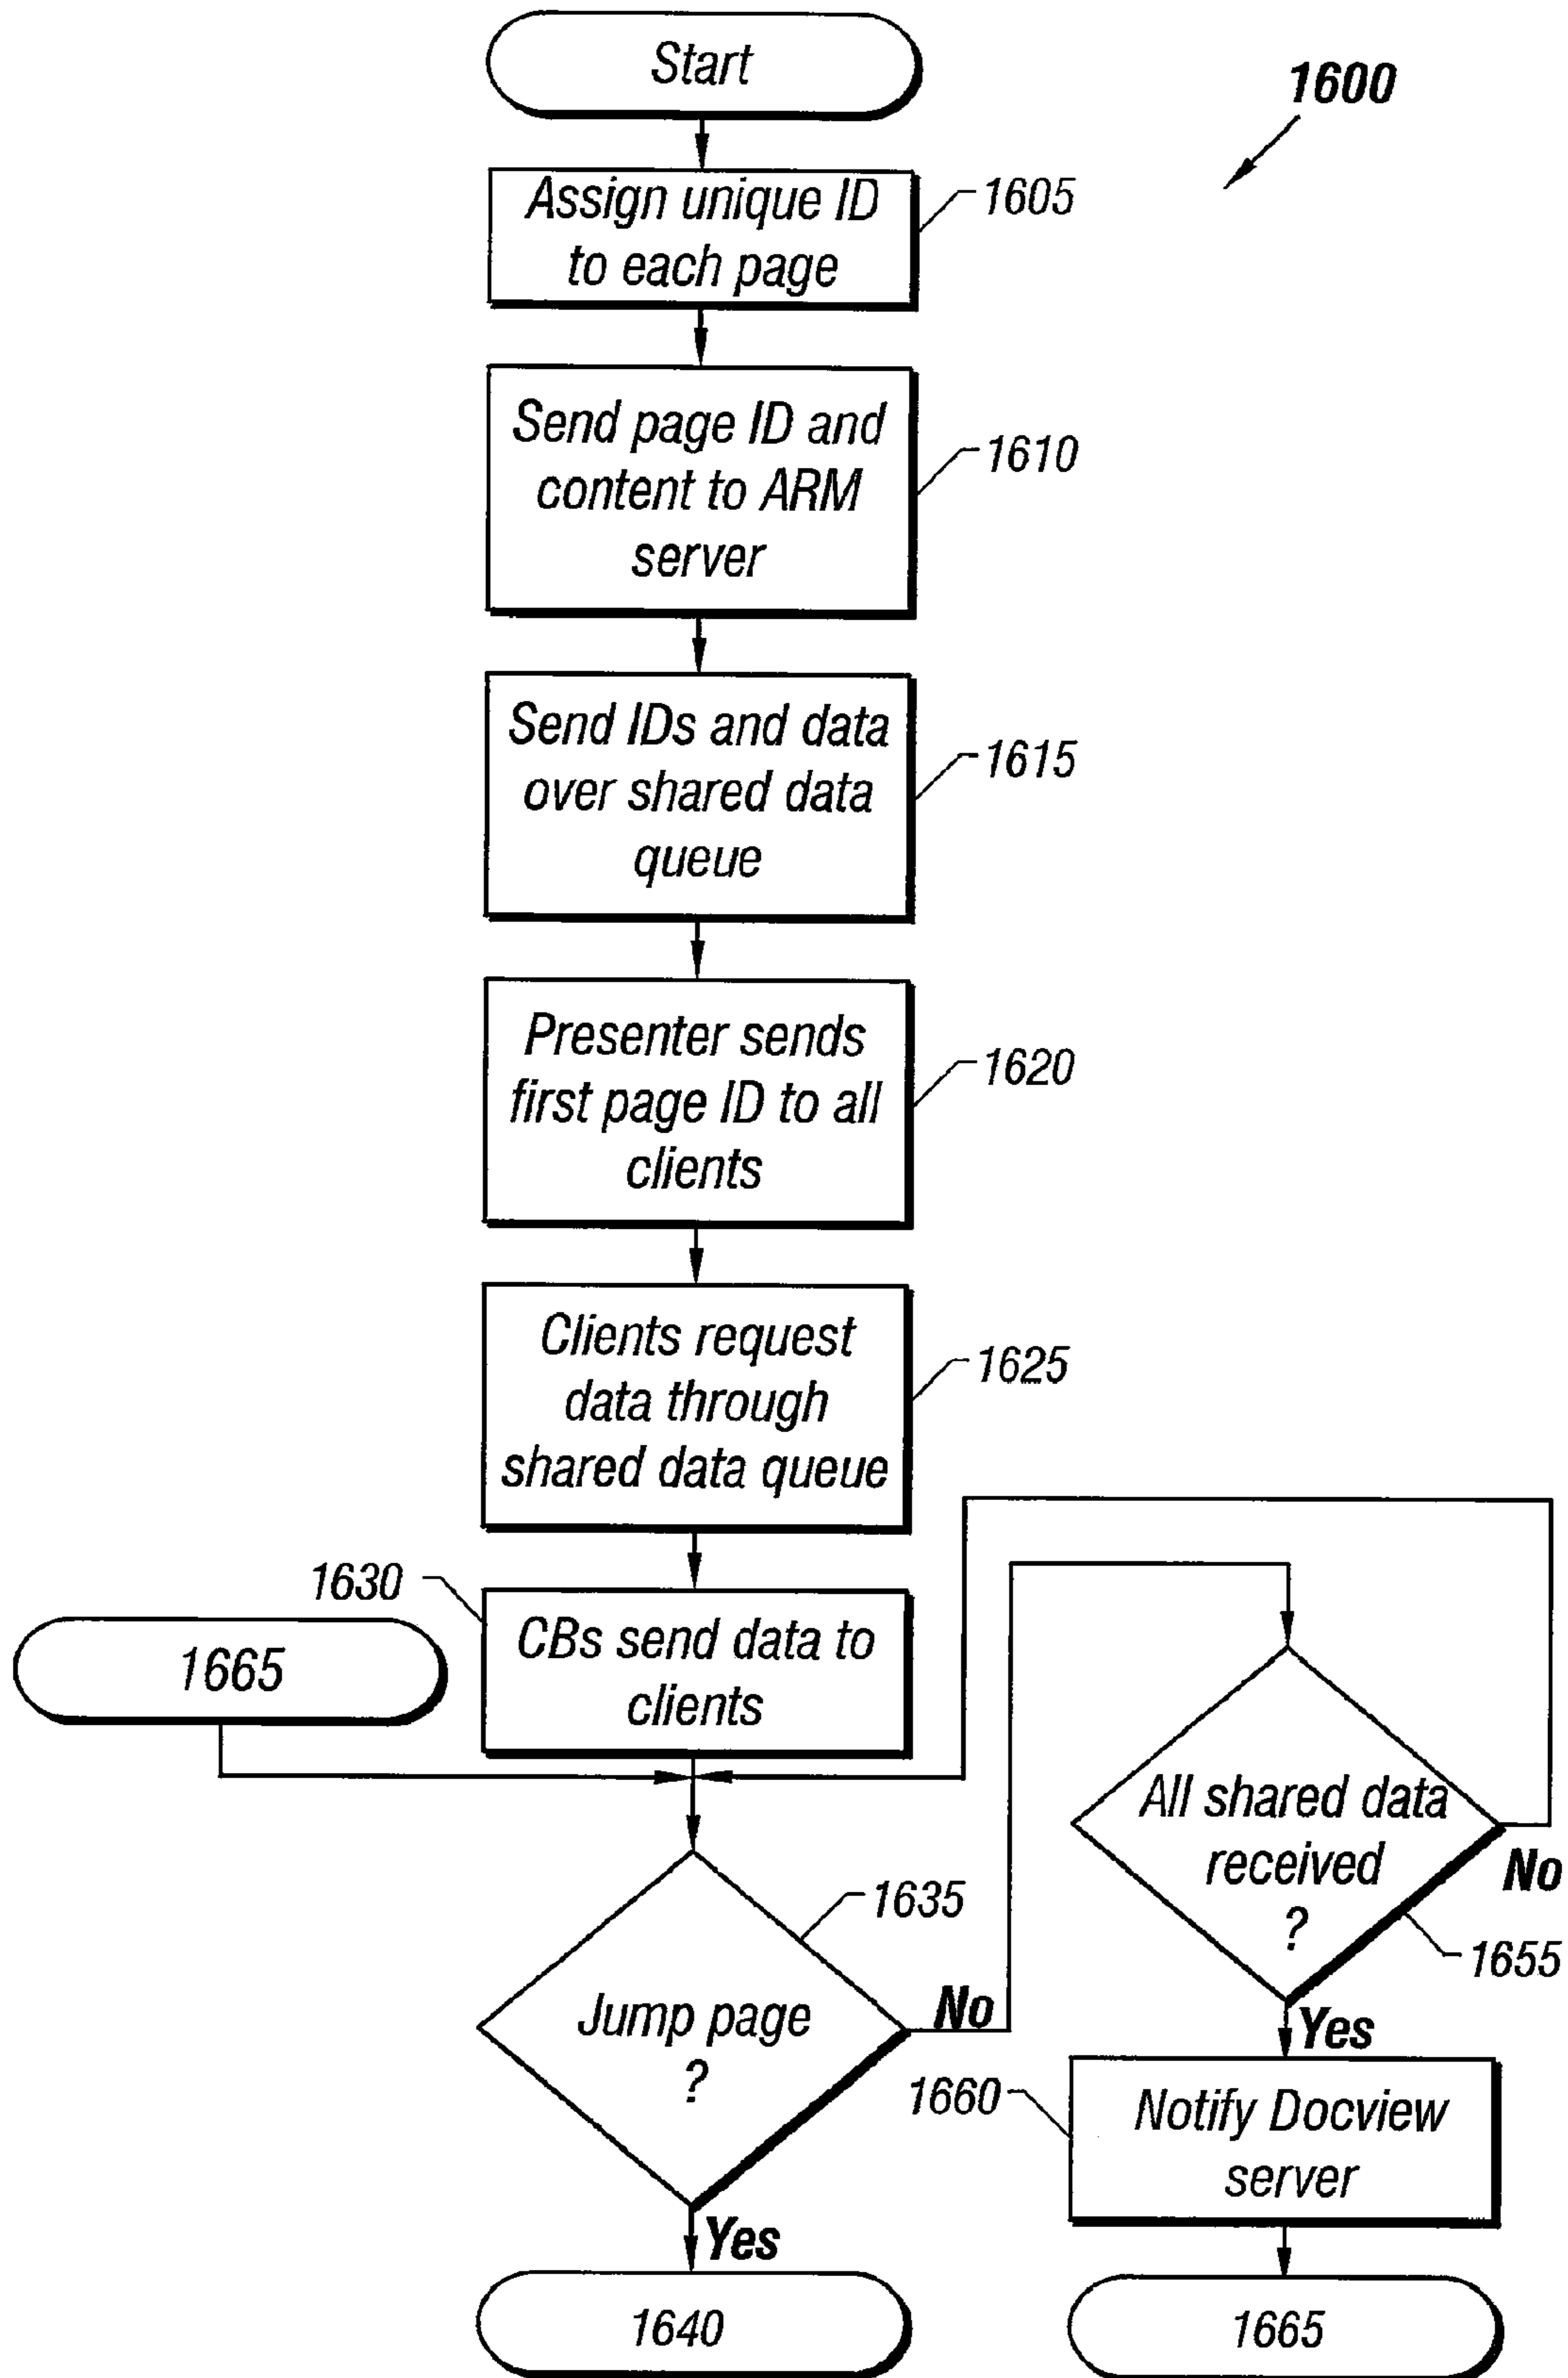 Start
1600
Assign unique ID
to each page
1605
Send page ID and
content to ARM
server
1610
Send IDs and data
over shared data
queue
1615
Presenter sends
first page ID to all
clients
1620
Clients request
data through
shared data queue
1625
1630
CBs send data to
clients
1665
All shared data
received
?
No
1655
1635
Jump page
?
No
Yes
1660
Notify Docview
server
Yes
1640
1665